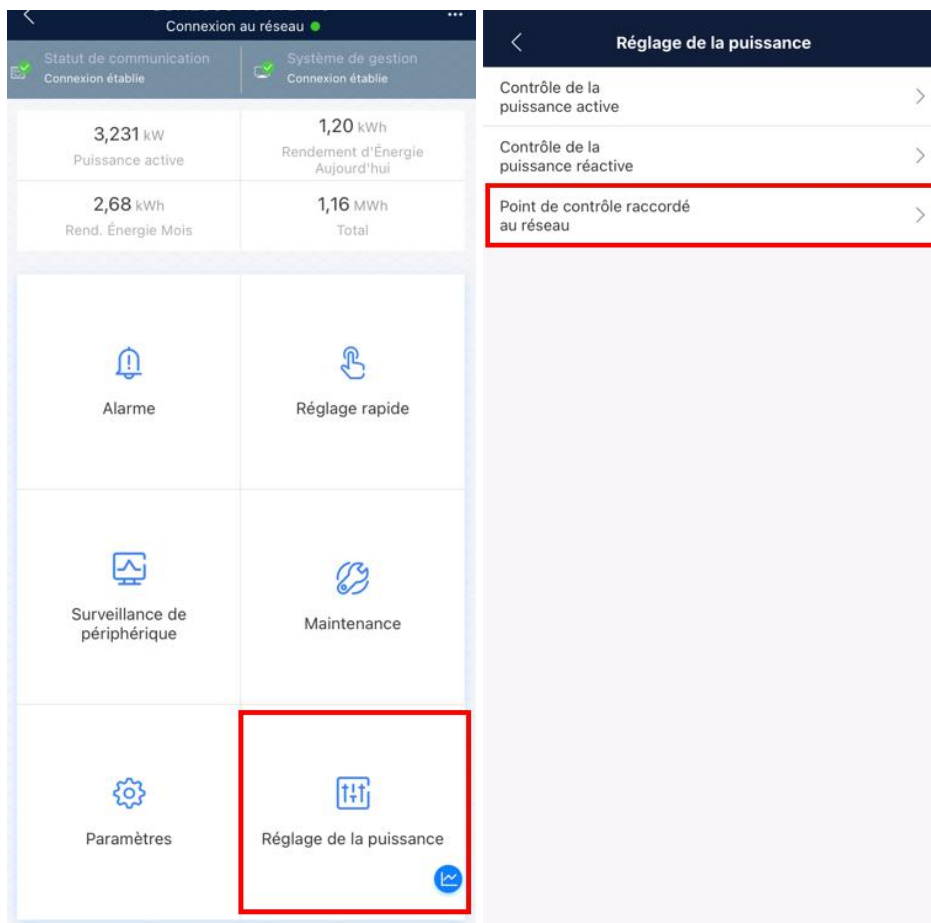 Connexion au réseau
Statut de communication
Connexion établie
Système de gestion
Connexion établie
3,231 kW
Puissance active
1,20 kWh
Rendement d'Énergie
Aujourd'hui
2,68 kWh
Rend. Énergie Mois
1,16 MWh
Total
Alarme
Réglage rapide
Surveillance de
périphérique
Maintenance
Paramètres
Réglage de la puissance
Réglage de la puissance
Contrôle de la
puissance active
Contrôle de la
puissance réactive
Point de contrôle raccordé
au réseau